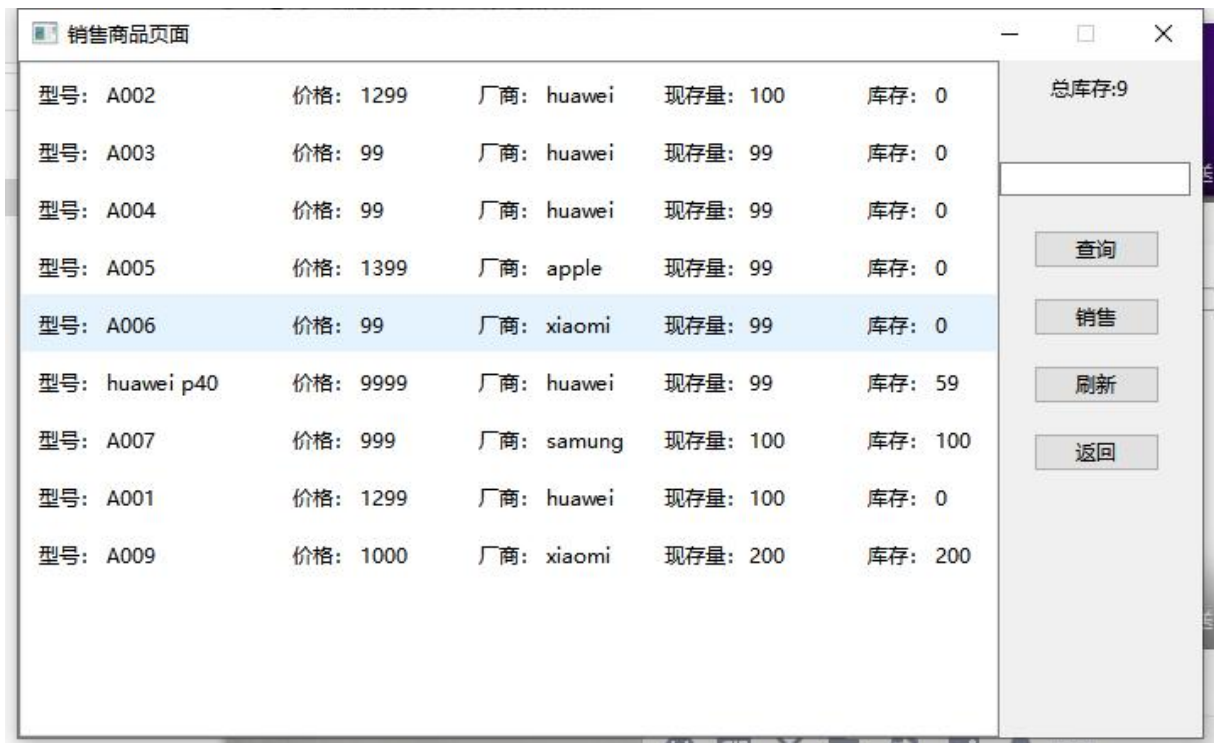 销售商品页面
型号: A002 价格: 1299 厂商: huawei 现存量: 100 库存: 0
型号: A003 价格: 99 厂商: huawei 现存量: 99 库存: 0
型号: A004 价格: 99 厂商: huawei 现存量: 99 库存: 0
型号: A005 价格: 1399 厂商: apple 现存量: 99 库存: 0
型号: A006 价格: 99 厂商: xiaomi 现存量: 99 库存: 0
型号: huawei p40 价格: 9999 厂商: huawei 现存量: 99 库存: 59
型号: A007 价格: 999 厂商: samung 现存量: 100 库存: 100
型号: A001 价格: 1299 厂商: huawei 现存量: 100 库存: 0
型号: A009 价格: 1000 厂商: xiaomi 现存量: 200 库存: 200
总库存:9
查询
销售
刷新
返回